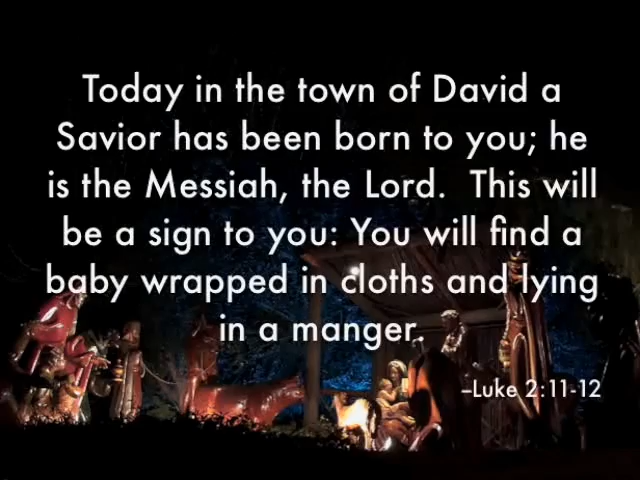 Today in the town of David a
Savior has been born to you; he
is the Messiah, the Lord.  This will
be a sign to you: You will find a
baby wrapped in cloths and lying
in a manger.
–Luke 2:11-12